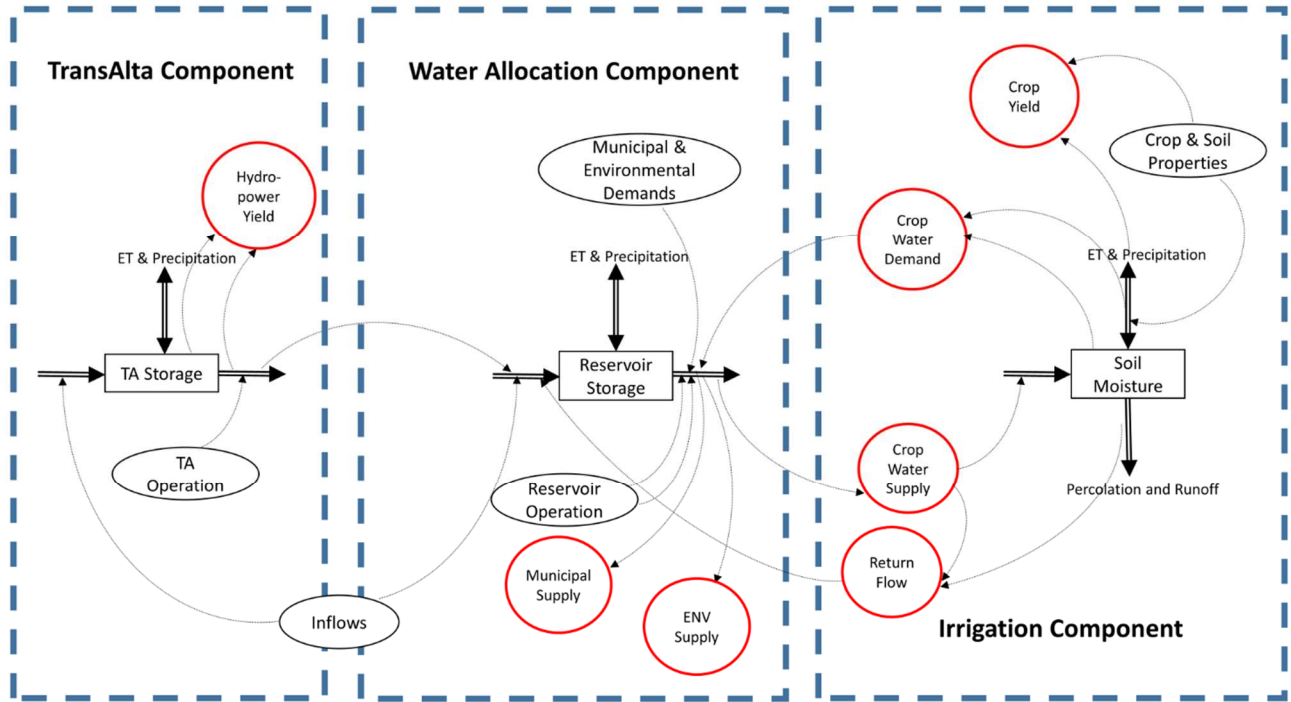 TransAlta Component
Hydro-
power
Yield
ET & Precipitation
TA Storage
TA
Operation
Inflows
Water Allocation Component
Municipal &
Environmental
Demands
ET & Precipitation
Reservoir
Storage
Reservoir
Operation
Municipal
Supply
ENV
Supply
Crop
Yield
Crop & Soil
Properties
Crop
Water
Demand
ET & Precipitation
Soil
Moisture
Crop
Water
Supply
Percolation and Runoff
Return
Flow
Irrigation Component